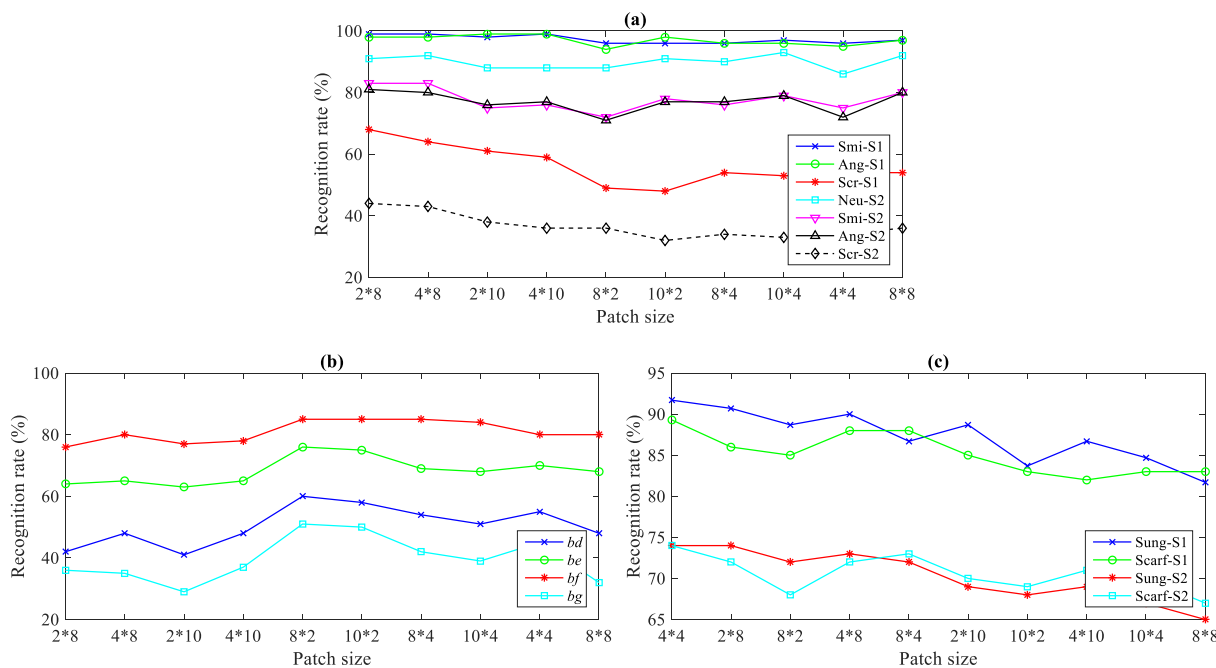 (a)
Recognition rate (%)
100
80
60
40
20
Smi-S1
Ang-S1
Scr-S1
Neu-S2
Smi-S2
Ang-S2
Scr-S2
2*8 4*8 2*10 4*10 8*2 10*2 8*4 10*4 4*4 8*8
Patch size
(b)
Recognition rate (%)
100
80
60
40
20
bd
be
bf
bg
2*8 4*8 2*10 4*10 8*2 10*2 8*4 10*4 4*4 8*8
Patch size
(c)
Recognition rate (%)
95
90
85
80
75
70
65
Sung-S1
Scarf-S1
Sung-S2
Scarf-S2
4*4 2*8 8*2 4*8 8*4 2*10 10*2 4*10 10*4 8*8
Patch size